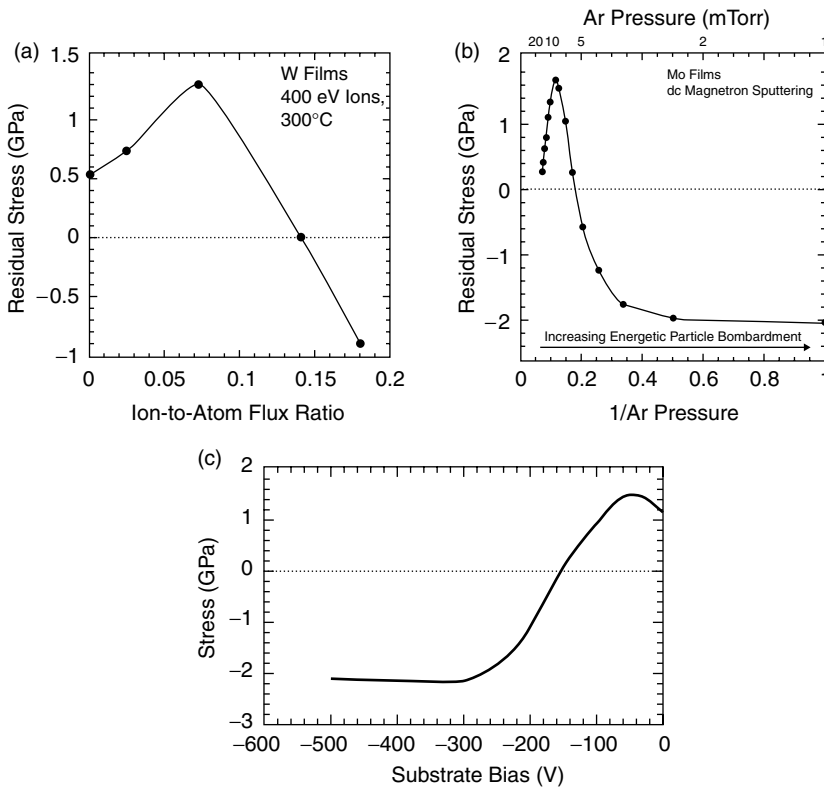 (a)
Residual Stress (GPa)
1.5
1
0.5
0
−0.5
−1
0 0.05 0.1 0.15 0.2
Ion-to-Atom Flux Ratio
W Films
400 eV Ions,
300°C
(b)
Ar Pressure (mTorr)
20 10 5 2 1
Residual Stress (GPa)
2
1
0
−1
−2
Mo Films
dc Magnetron Sputtering
Increasing Energetic Particle Bombardment
0 0.2 0.4 0.6 0.8 1
1/Ar Pressure
(c)
Stress (GPa)
2
1
0
−1
−2
−3
−600 −500 −400 −300 −200 −100 0
Substrate Bias (V)